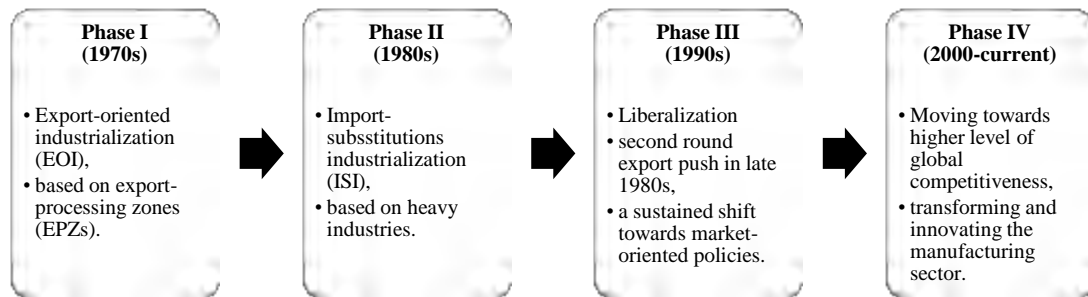 Phase I
(1970s)
• Export-oriented
industrialization
(EOI),
• based on export-
processing zones
(EPZs).
Phase II
(1980s)
• Import-
subsstitutions
industrialization
(ISI),
• based on heavy
industries.
Phase III
(1990s)
• Liberalization
• second round
export push in late
1980s,
• a sustained shift
towards market-
oriented policies.
Phase IV
(2000-current)
• Moving towards
higher level of
global
competitiveness,
• transforming and
innovating the
manufacturing
sector.